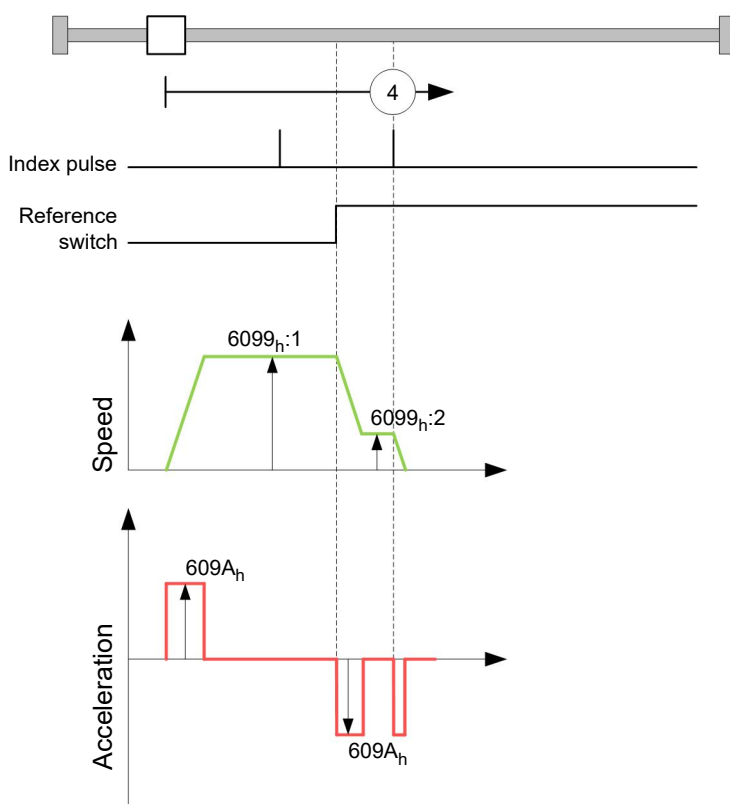 4
Index pulse
Reference
switch
6099h:1
6099h:2
Speed
609Ah
609Ah
Acceleration